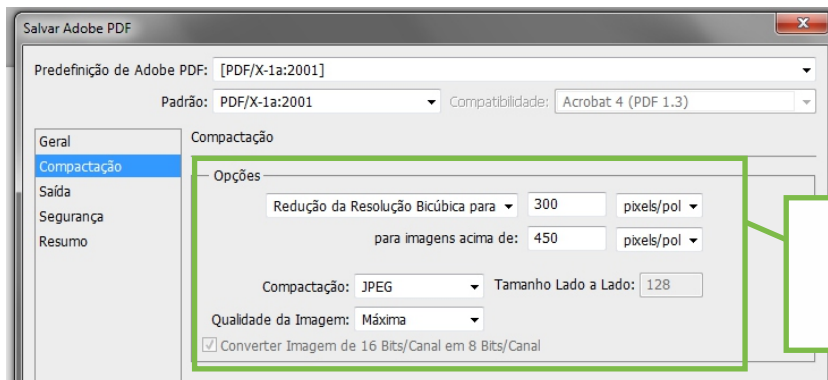 Salvar Adobe PDF
Predefinição de Adobe PDF: [PDF/X-1a:2001]
Padrão: PDF/X-1a:2001 Compatibilidade: Acrobat 4 (PDF 1.3)
Geral
Compactação
Saída
Segurança
Resumo
Compactação
Opções
Redução da Resolução Bicúbica para 300 pixels/pol
para imagens acima de: 450 pixels/pol
Compactação: JPEG Tamanho Lado a Lado: 128
Qualidade da Imagem: Máxima
Converter Imagem de 16 Bits/Canal em 8 Bits/Canal